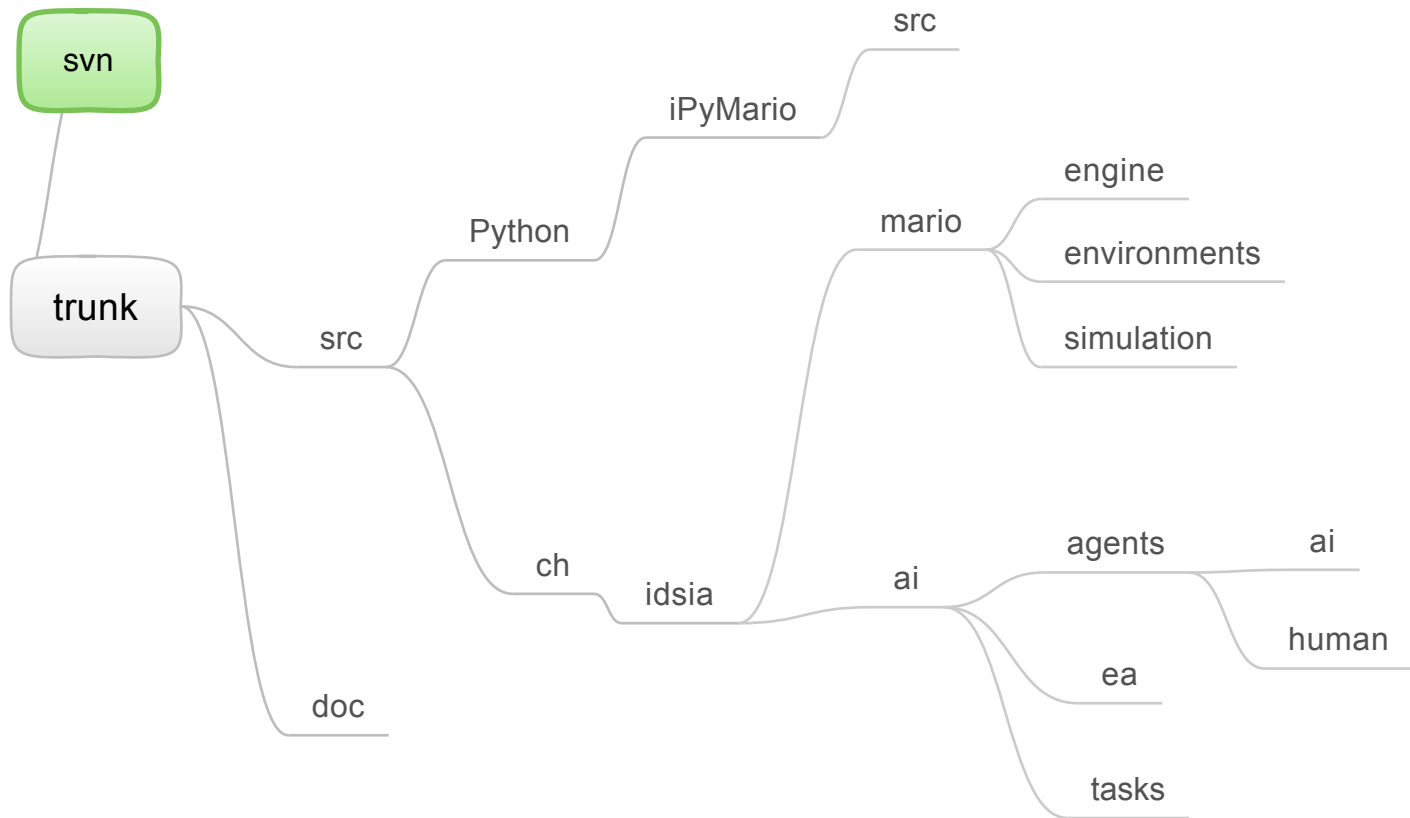 svn
trunk
src
Python
iPyMario
src
ch
idsia
mario
engine
environments
simulation
ai
agents
ai
human
ea
tasks
doc